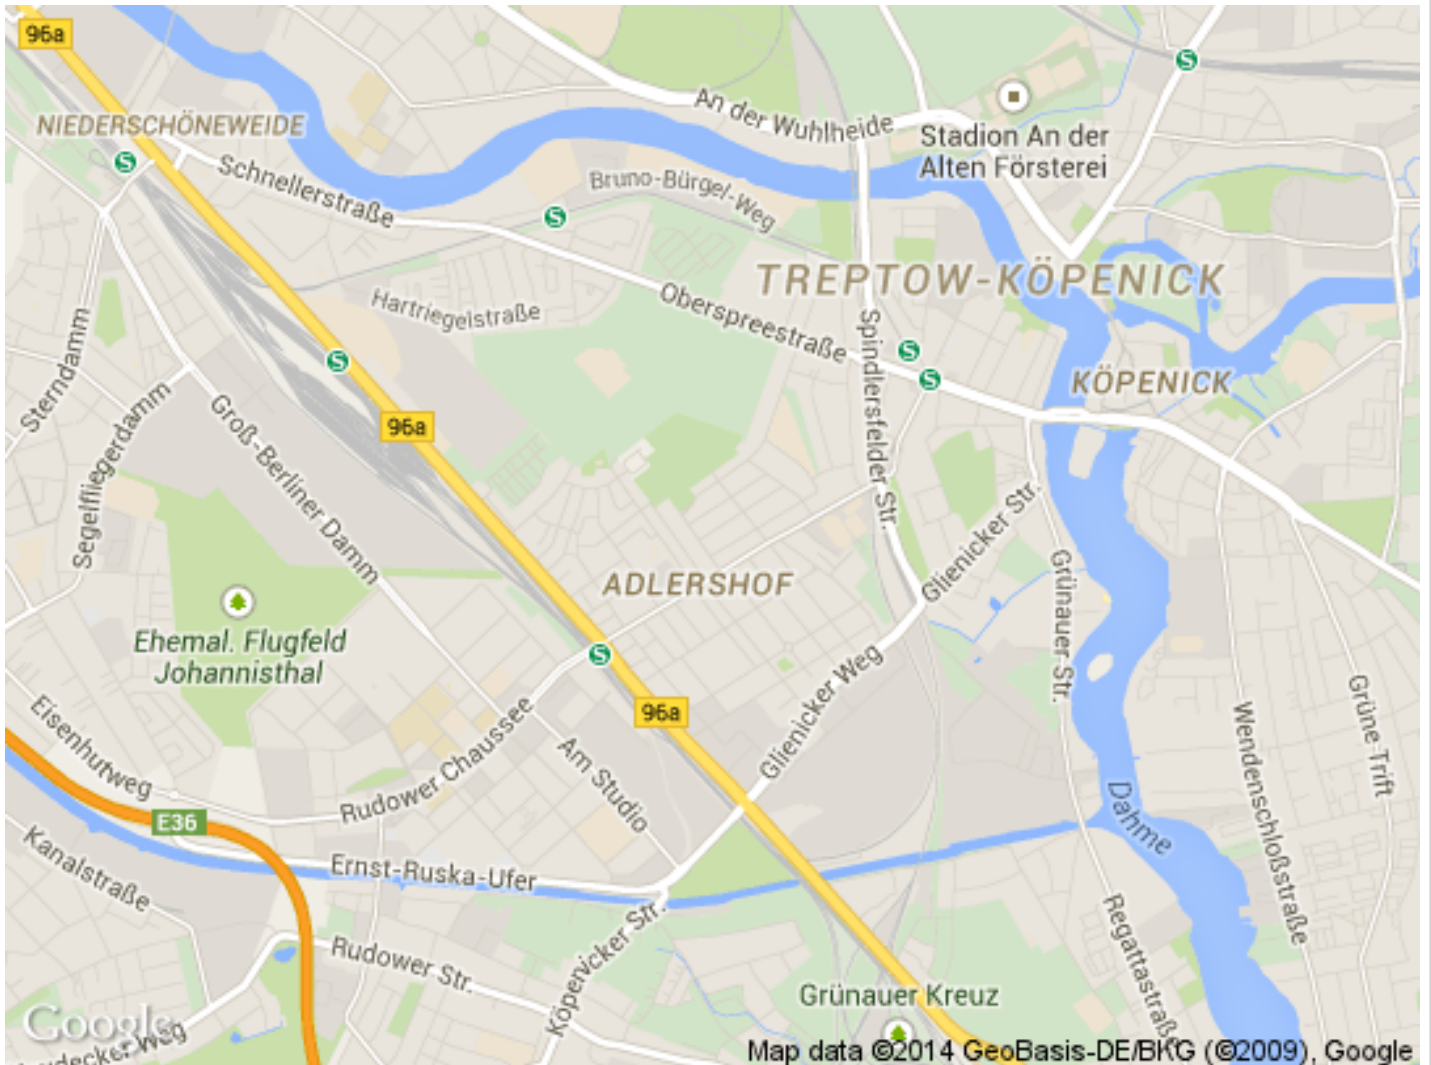 96a
S
An der Wuhlheide
Stadion An der
Alten Försterei
NIEDERSCHÖNEWEIDE
S
Schnellerstraße
Bruno-Bürgel-Weg
S
TREPTOW-KÖPENICK
Hartriegelstraße
Oberspreestraße
Spindlersfelder Str.
S
S
S
KÖPENICK
Sterndamm
Segelfliegerdamm
Groß-Berliner Damm
96a
Glienicker Str.
Grünauer Str.
ADLERSHOF
Ehemal. Flugfeld
Johannisthal
S
Glienicker Weg
96a
Eisenhutweg
Rudower Chaussee
Am Studio
Wendenschloßstraße
Grüne Trift
E36
Dahme
Kanalstraße
Ernst-Ruska-Ufer
Köpenicker Str.
Rudower Str.
Regattastraße
Grünauer Kreuz
Google
Weg
Map data ©2014 GeoBasis-DE/BKG (©2009), Google